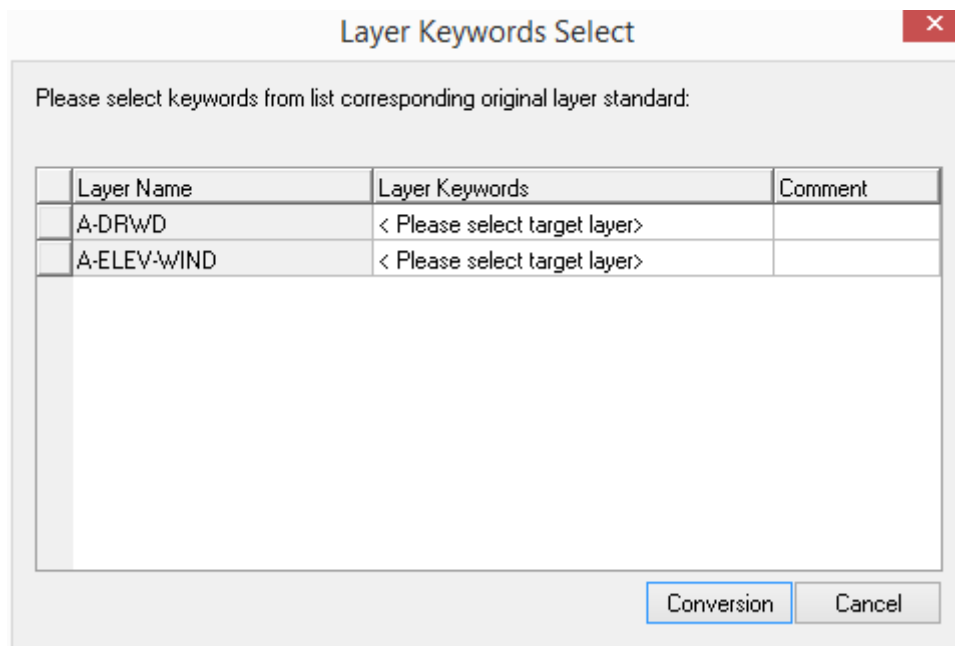 Layer Keywords Select
Please select keywords from list corresponding original layer standard:
Layer Name Layer Keywords Comment
A-DRWD < Please select target layer>
A-ELEV-WIND < Please select target layer>
Conversion Cancel